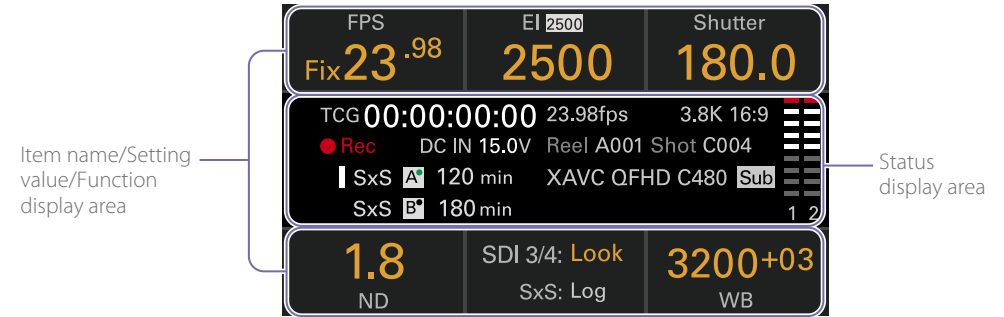 FPS EI 2500 Shutter
Fix23.98 2500 180.0
TCG 00:00:00:00 23.98fps 3.8K 16:9
Rec DC IN 15.0V Reel A001 Shot C004
SxS A 120 min XAVC QFHD C480 Sub
SxS B 180 min 1 2
1.8 SDI 3/4: Look 3200+03
ND SxS: Log WB
Item name/Setting
value/Function
display area
Status
display area